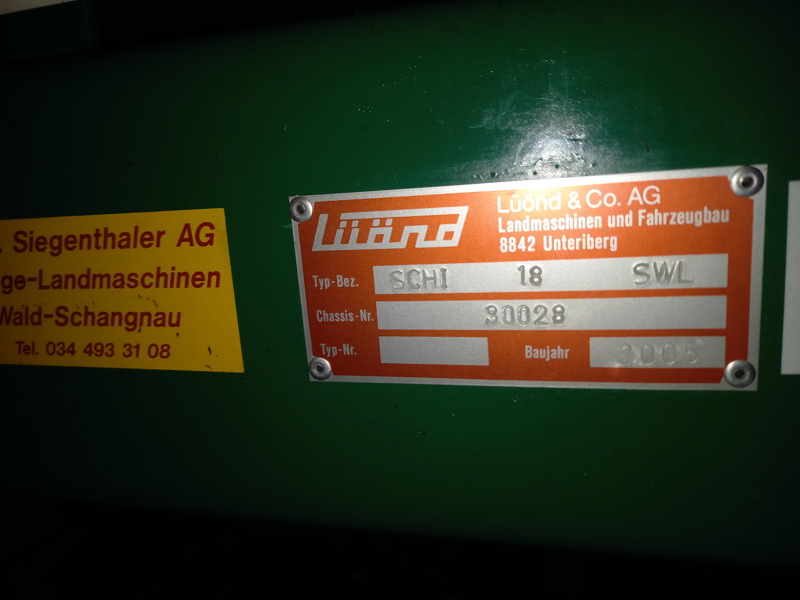 . Siegenthaler AG
ge-Landmaschinen
Wald-Schangnau
Tel. 034 493 31 08
Lüönd
Lüönd & Co. AG
Landmaschinen und Fahrzeugbau
8842 Unteriberg
Typ-Bez. SCHI 18 SWL
Chassis-Nr. 30028
Typ-Nr. Baujahr 2005